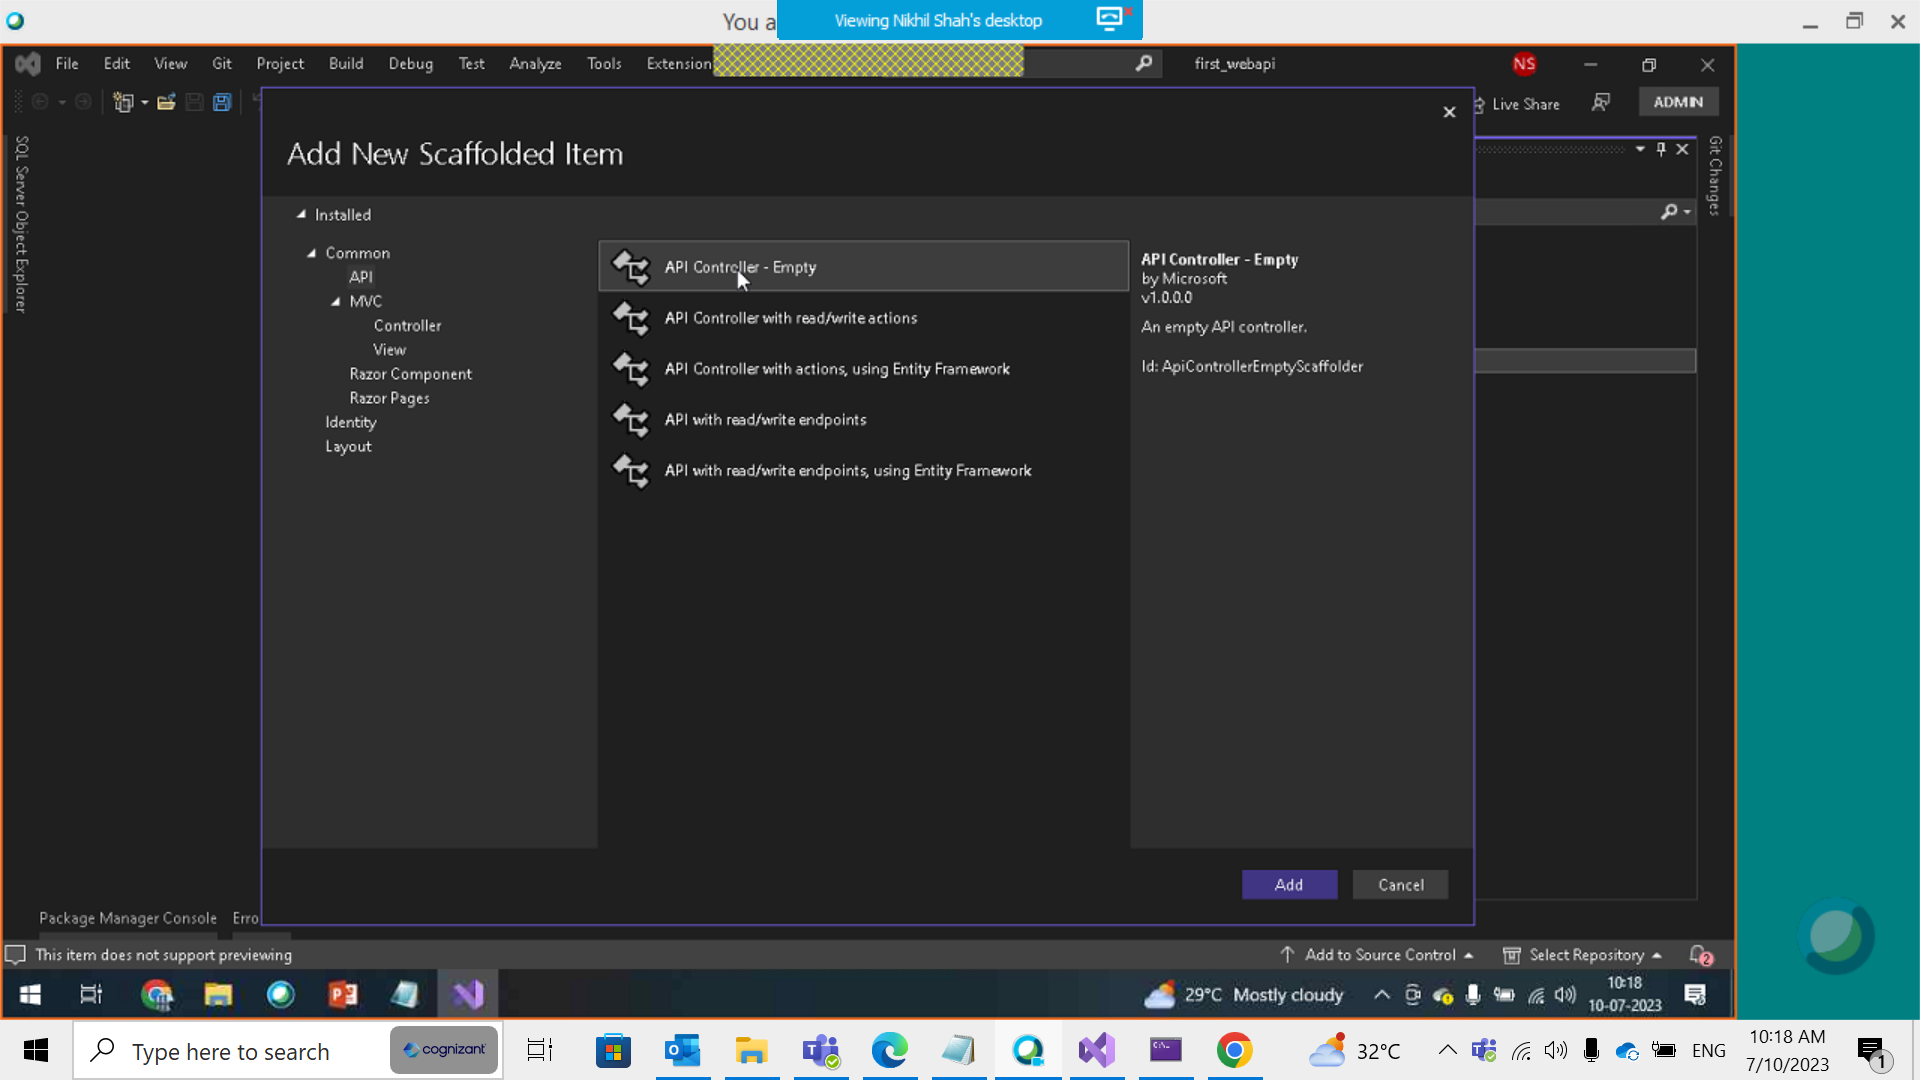 You a
Viewing Nikhil Shah's desktop
File Edit View Git Project Build Debug Test Analyze Tools Extension
first_webapi
NS
Live Share
ADMIN
SQL Server Object Explorer
Git Changes
Add New Scaffolded Item
Installed
Common
API
MVC
Controller
View
Razor Component
Razor Pages
Identity
Layout
API Controller - Empty
API Controller with read/write actions
API Controller with actions, using Entity Framework
API with read/write endpoints
API with read/write endpoints, using Entity Framework
API Controller - Empty
by Microsoft
v1.0.0.0
An empty API controller.
Id: ApiControllerEmptyScaffolder
Add Cancel
Package Manager Console Erro
This item does not support previewing
Add to Source Control
Select Repository
2
29°C Mostly cloudy
10:18
10-07-2023
Type here to search
cognizant
32°C
ENG
10:18 AM
7/10/2023
1